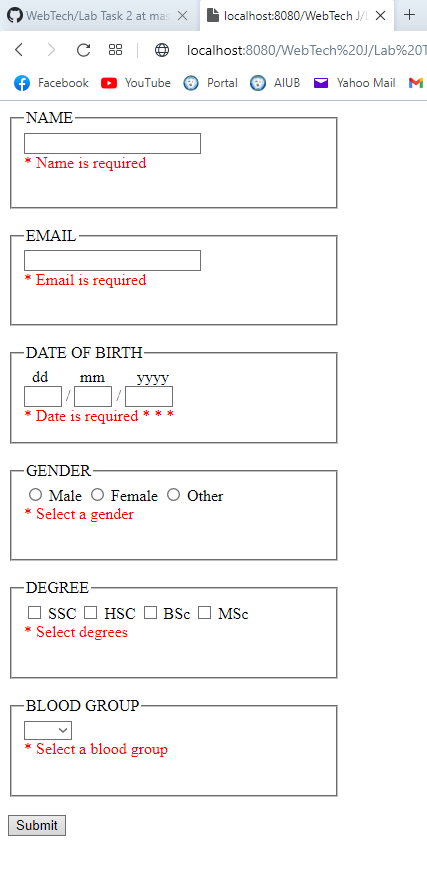 WebTech/Lab Task 2 at mas
localhost:8080/WebTech J/L
localhost:8080/WebTech%20J/Lab%20T
Facebook YouTube Portal AIUB Yahoo Mail
NAME
* Name is required
EMAIL
* Email is required
DATE OF BIRTH
dd mm yyyy
/ /
* Date is required * * *
GENDER
Male Female Other
* Select a gender
DEGREE
SSC HSC BSc MSc
* Select degrees
BLOOD GROUP
* Select a blood group
Submit